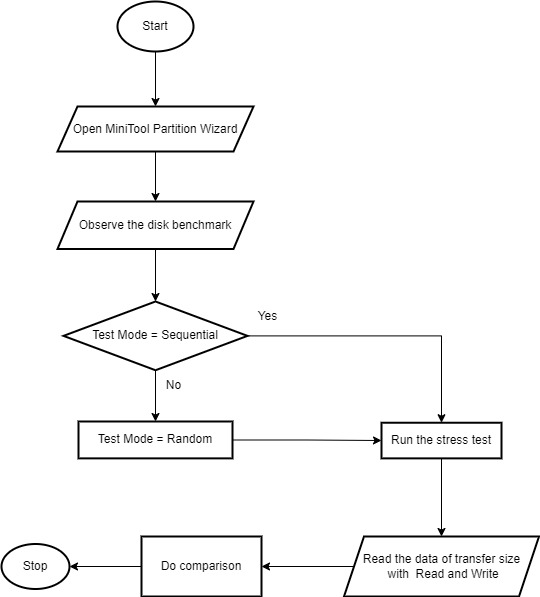 Start
Open MiniTool Partition Wizard
Observe the disk benchmark
Test Mode = Sequential
Yes
No
Test Mode = Random
Run the stress test
Read the data of transfer size
with Read and Write
Do comparison
Stop